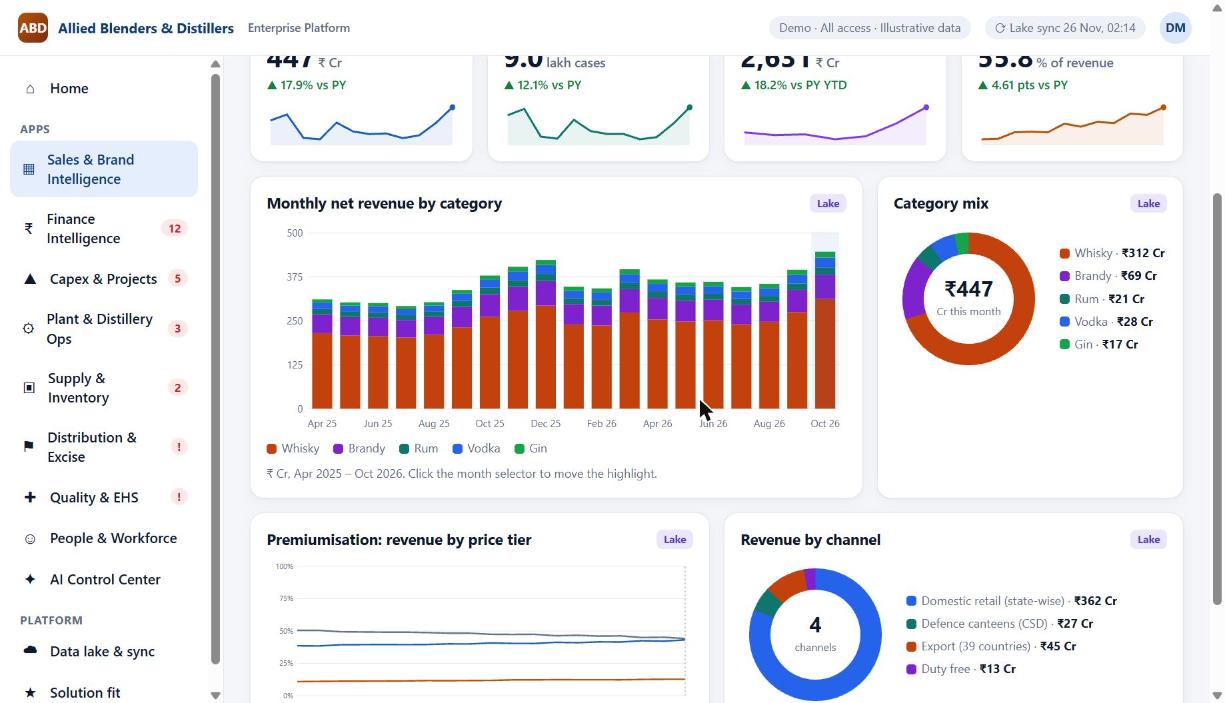 ABD Allied Blenders & Distillers Enterprise Platform Demo · All access · Illustrative data Lake sync 26 Nov, 02:14 DM
Home
APPS
Sales & Brand
Intelligence
Finance
Intelligence
12
Capex & Projects 5
Plant & Distillery
Ops
3
Supply &
Inventory
2
Distribution &
Excise
!
Quality & EHS !
People & Workforce
AI Control Center
PLATFORM
Data lake & sync
Solution fit
447 ₹ Cr
▲ 17.9% vs PY
9.0 lakh cases
▲ 12.1% vs PY
2,631 ₹ Cr
▲ 18.2% vs PY YTD
55.8 % of revenue
▲ 4.61 pts vs PY
Monthly net revenue by category Lake
500
375
250
125
0
Apr 25 Jun 25 Aug 25 Oct 25 Dec 25 Feb 26 Apr 26 Jun 26 Aug 26 Oct 26
Whisky Brandy Rum Vodka Gin
₹ Cr, Apr 2025 – Oct 2026. Click the month selector to move the highlight.
Category mix Lake
₹447
Cr this month
Whisky · ₹312 Cr
Brandy · ₹69 Cr
Rum · ₹21 Cr
Vodka · ₹28 Cr
Gin · ₹17 Cr
Premiumisation: revenue by price tier Lake
100%
75%
50%
25%
0%
Revenue by channel Lake
4
channels
Domestic retail (state-wise) · ₹362 Cr
Defence canteens (CSD) · ₹27 Cr
Export (39 countries) · ₹45 Cr
Duty free · ₹13 Cr